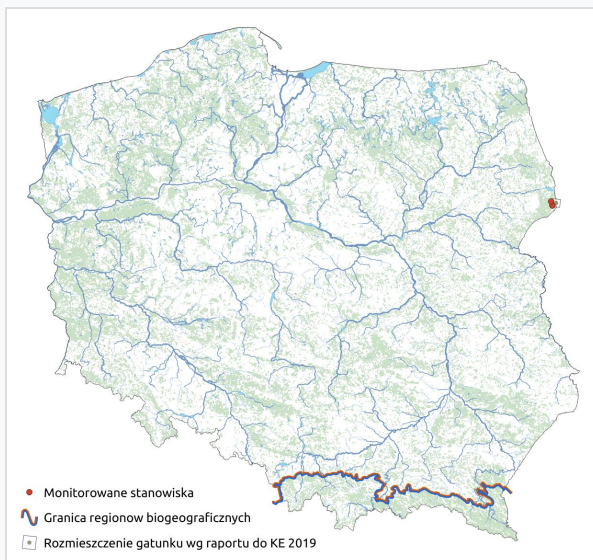 Monitorowane stanowiska
Granica regionow biogeograficznych
Rozmieszczenie gatunku wg raportu do KE 2019